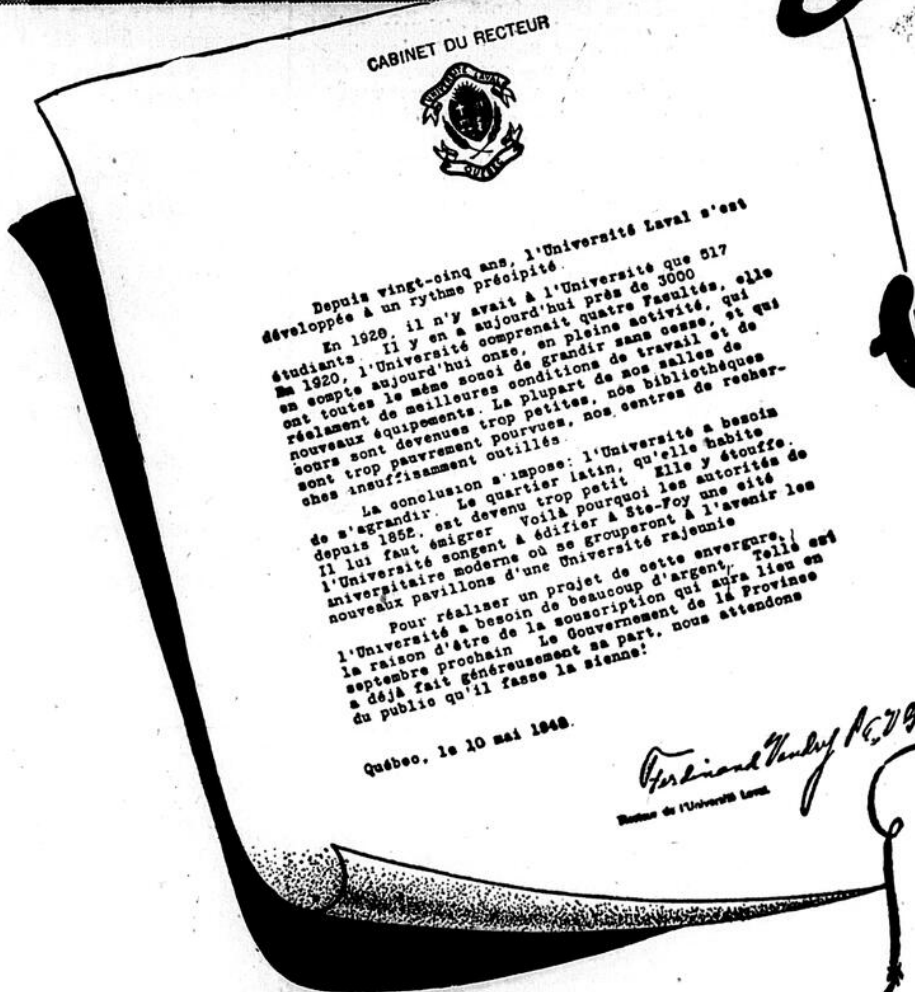 CABINET DU RECTEUR
UNIVERSITÉ LAVAL
QUÉBEC
Depuis vingt-cinq ans, l'Université Laval s'est
développée à un rythme précipité.
En 1920, il n'y avait à l'Université que 517
étudiants. Il y en a aujourd'hui près de 3000
En 1920, l'Université comprenait quatre Facultés, elle
en compte aujourd'hui onze, en pleine activité, qui
ont toutes le même souci de grandir sans cesse, et qui
réclament de meilleures conditions de travail et de
nouveaux équipements. La plupart de nos salles de
cours sont devenues trop petites, nos bibliothèques
sont trop pauvrement pourvues, nos centres de recher-
ches insuffisamment outillés.
La conclusion s'impose: l'Université a besoin
de s'agrandir. Le quartier latin, qu'elle habite
depuis 1852, est devenu trop petit. Elle y étouffe.
Il lui faut émigrer. Voilà pourquoi les autorités de
l'Université songent à édifier à Ste-Foy une cité
universitaire moderne où se grouperont à l'avenir les
nouveaux pavillons d'une Université rajeunie
Pour réaliser un projet de cette envergure,
l'Université a besoin de beaucoup d'argent. Telle est
la raison d'être de la souscription qui aura lieu en
septembre prochain Le Gouvernement de la Province
a déjà fait généreusement sa part, nous attendons
du public qu'il fasse la sienne!
Québec, le 10 mai 1948.
Ferdinand Vandry
Recteur de l'Université Laval.